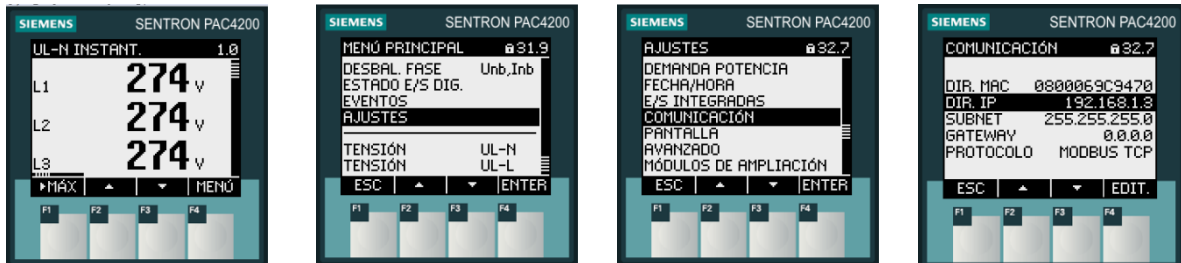 SIEMENS SENTRON PAC4200
UL-N INSTANT. 1.0
L1 274 V
L2 274 V
L3 274 V
▸MÁX ▲ ▼ MENÚ
F1 F2 F3 F4
SIEMENS SENTRON PAC4200
MENÚ PRINCIPAL 31.9
DESBAL. FASE Unb,Inb
ESTADO E/S DIG.
EVENTOS
AJUSTES
TENSIÓN UL-N
TENSIÓN UL-L
ESC ▲ ▼ ENTER
F1 F2 F3 F4
SIEMENS SENTRON PAC4200
AJUSTES 32.7
DEMANDA POTENCIA
FECHA/HORA
E/S INTEGRADAS
COMUNICACIÓN
PANTALLA
AVANZADO
MÓDULOS DE AMPLIACIÓN
ESC ▲ ▼ ENTER
F1 F2 F3 F4
SIEMENS SENTRON PAC4200
COMUNICACIÓN 32.7
DIR. MAC 0800069C9470
DIR. IP 192.168.1.3
SUBNET 255.255.255.0
GATEWAY 0.0.0.0
PROTOCOLO MODBUS TCP
ESC ▲ ▼ EDIT.
F1 F2 F3 F4